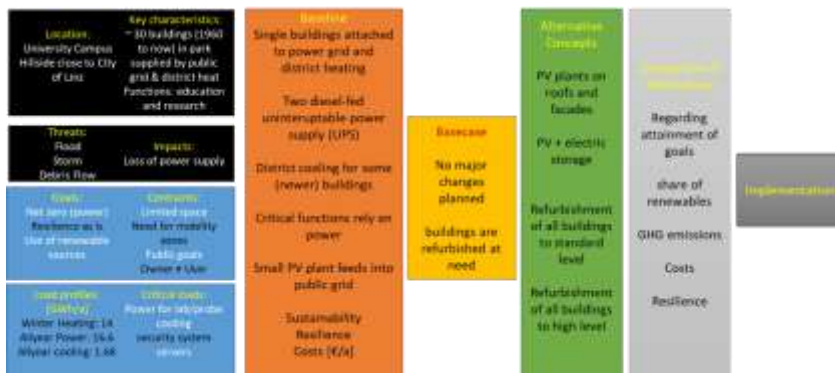 Location:
University Campus
Hillside close to City
of Linz
Key characteristics:
~ 30 buildings (1960
to now) in park
supplied by public
grid & district heat
Functions: education
and research
Threats:
Flood
Storm
Debris Flow
Impacts:
Loss of power supply
Goals:
Net zero (power)
Resilience as is
Use of renewable
sources
Limited space
Need for mobility
zones
Public goals
Owner ≠ User
Load profiles
[GWh/a]
Winter Heating: 14
Allyear Power: 16.6
Allyear cooling: 1.68
Critical loads:
Power for lab/probe
cooling
security system
servers
Baseline
Single buildings attached
to power grid and
district heating
Two diesel-fed
uninteruptable power
supply (UPS)
District cooling for some
(newer) buildings
Critical functions rely on
power
Small PV plant feeds into
public grid
Sustainability
Resilience
Costs [€/a]
Basecase
No major
changes
planned
buildings are
refurbished at
need
Alternative
Concepts
PV plants on
roofs and
facades
PV + electric
storage
Refurbishment
of all buildings
to standard
level
Refurbishment
of all buildings
to high level
Regarding
attainment of
goals
share of
renewables
GHG emissions
Costs
Resilience
Implementation